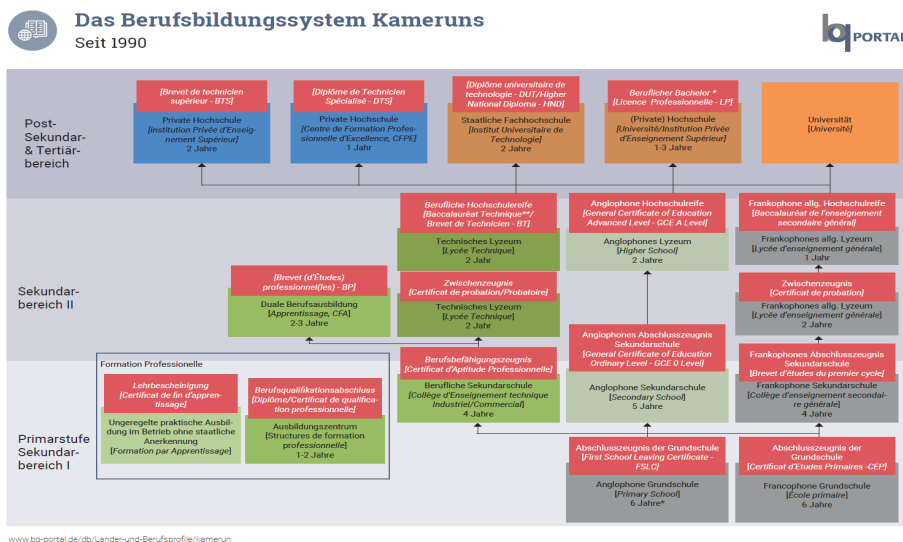 Das Berufsbildungssystem Kameruns
Seit 1990
bq PORTAL
Post-
Sekundar-
& Tertiär-
bereich
[Brevet de technicien
supérieur - BTS]
Private Hochschule
[Institution Privée d'Enseig-
nement Supérieur]
2 Jahre
[Diplôme de Technicien
Spécialisé - DTS]
Private Hochschule
[Centre de Formation Profes-
sionnelle d'Excellence, CFPE]
1 Jahr
[Diplôme universitaire de
technologie - DUT/Higher
National Diploma - HND]
Staatliche Fachhochschule
[Institut Universitaire de
Technologie]
2 Jahre
Beruflicher Bachelor *
[Licence Professionnelle - LP]
(Private) Hochschule
[Université/Institution Privée
d'Enseignement Supérieur]
1-3 Jahre
Universität
[Université]
Sekundar-
bereich II
Berufliche Hochschulereife
[Baccalauréat Technique**/
Brevet de Technicien - BT]
Technisches Lyzeum
[Lycée Technique]
2 Jahr
Anglophone Hochschulreife
[General Certificate of Education
Advanced Level - GCE A Level]
Anglophones Lyzeum
[Higher School]
2 Jahre
Frankophone allg. Hochschulreife
[Baccalauréat de l'enseignement
secondaire général]
Frankophones allg. Lyzeum
[Lycée d'enseignement générale]
1 Jahr
[Brevet (d'Études)
professionnel(les) - BP]
Duale Berufsausbildung
[Apprentissage, CFA]
2-3 Jahre
Zwischenzeugnis
[Certificat de probation/Probatoire]
Technisches Lyzeum
[Lycée Technique]
2 Jahr
Zwischenzeugnis
[Certificat de probation]
Frankophones allg. Lyzeum
[Lycée d'enseignement générale]
2 Jahre
Primarstufe
Sekundar-
bereich I
Formation Professionelle
Lehrbescheinigung
[Certificat de fin d'appren-
tissage]
Ungeregelte praktische Ausbil-
dung im Betrieb ohne staatliche
Anerkennung
[Formation par Apprentissage]
Berufsqualifikationsabschluss
[Diplôme/Certificat de qualifica-
tion professionelle]
Ausbildungszentrum
[Structures de formation
professionelle]
1-2 Jahre
Berufsbefähigungszeugnis
[Certificat d'Aptitude Professionelle]
Berufliche Sekundarschule
[Collège d'Enseignement technique
Industriel/Commercial]
4 Jahre
Anglophones Abschlusszeugnis
Sekundarschule
[General Certificate of Education
Ordinary Level - GCE 0 Level]
Anglophone Sekundarschule
[Secondary School]
5 Jahre
Frankophones Abschlusszeugnis
Sekundarschule
[Brevet d'études du premier cycle]
Frankophone Sekundarschule
[Collège d'enseignement secondai-
re générale]
4 Jahre
Abschlusszeugnis der Grundschule
[First School Leaving Certificate -
FSLC]
Anglophone Grundschule
[Primary School]
6 Jahre*
Abschlusszeugnis der
Grundschule
[Certificat d'Etudes Primaires -CEP]
Francophone Grundschule
[École primaire]
6 Jahre
www.bq-portal.de/db/Lander-und-Berufsprofile/kamerun